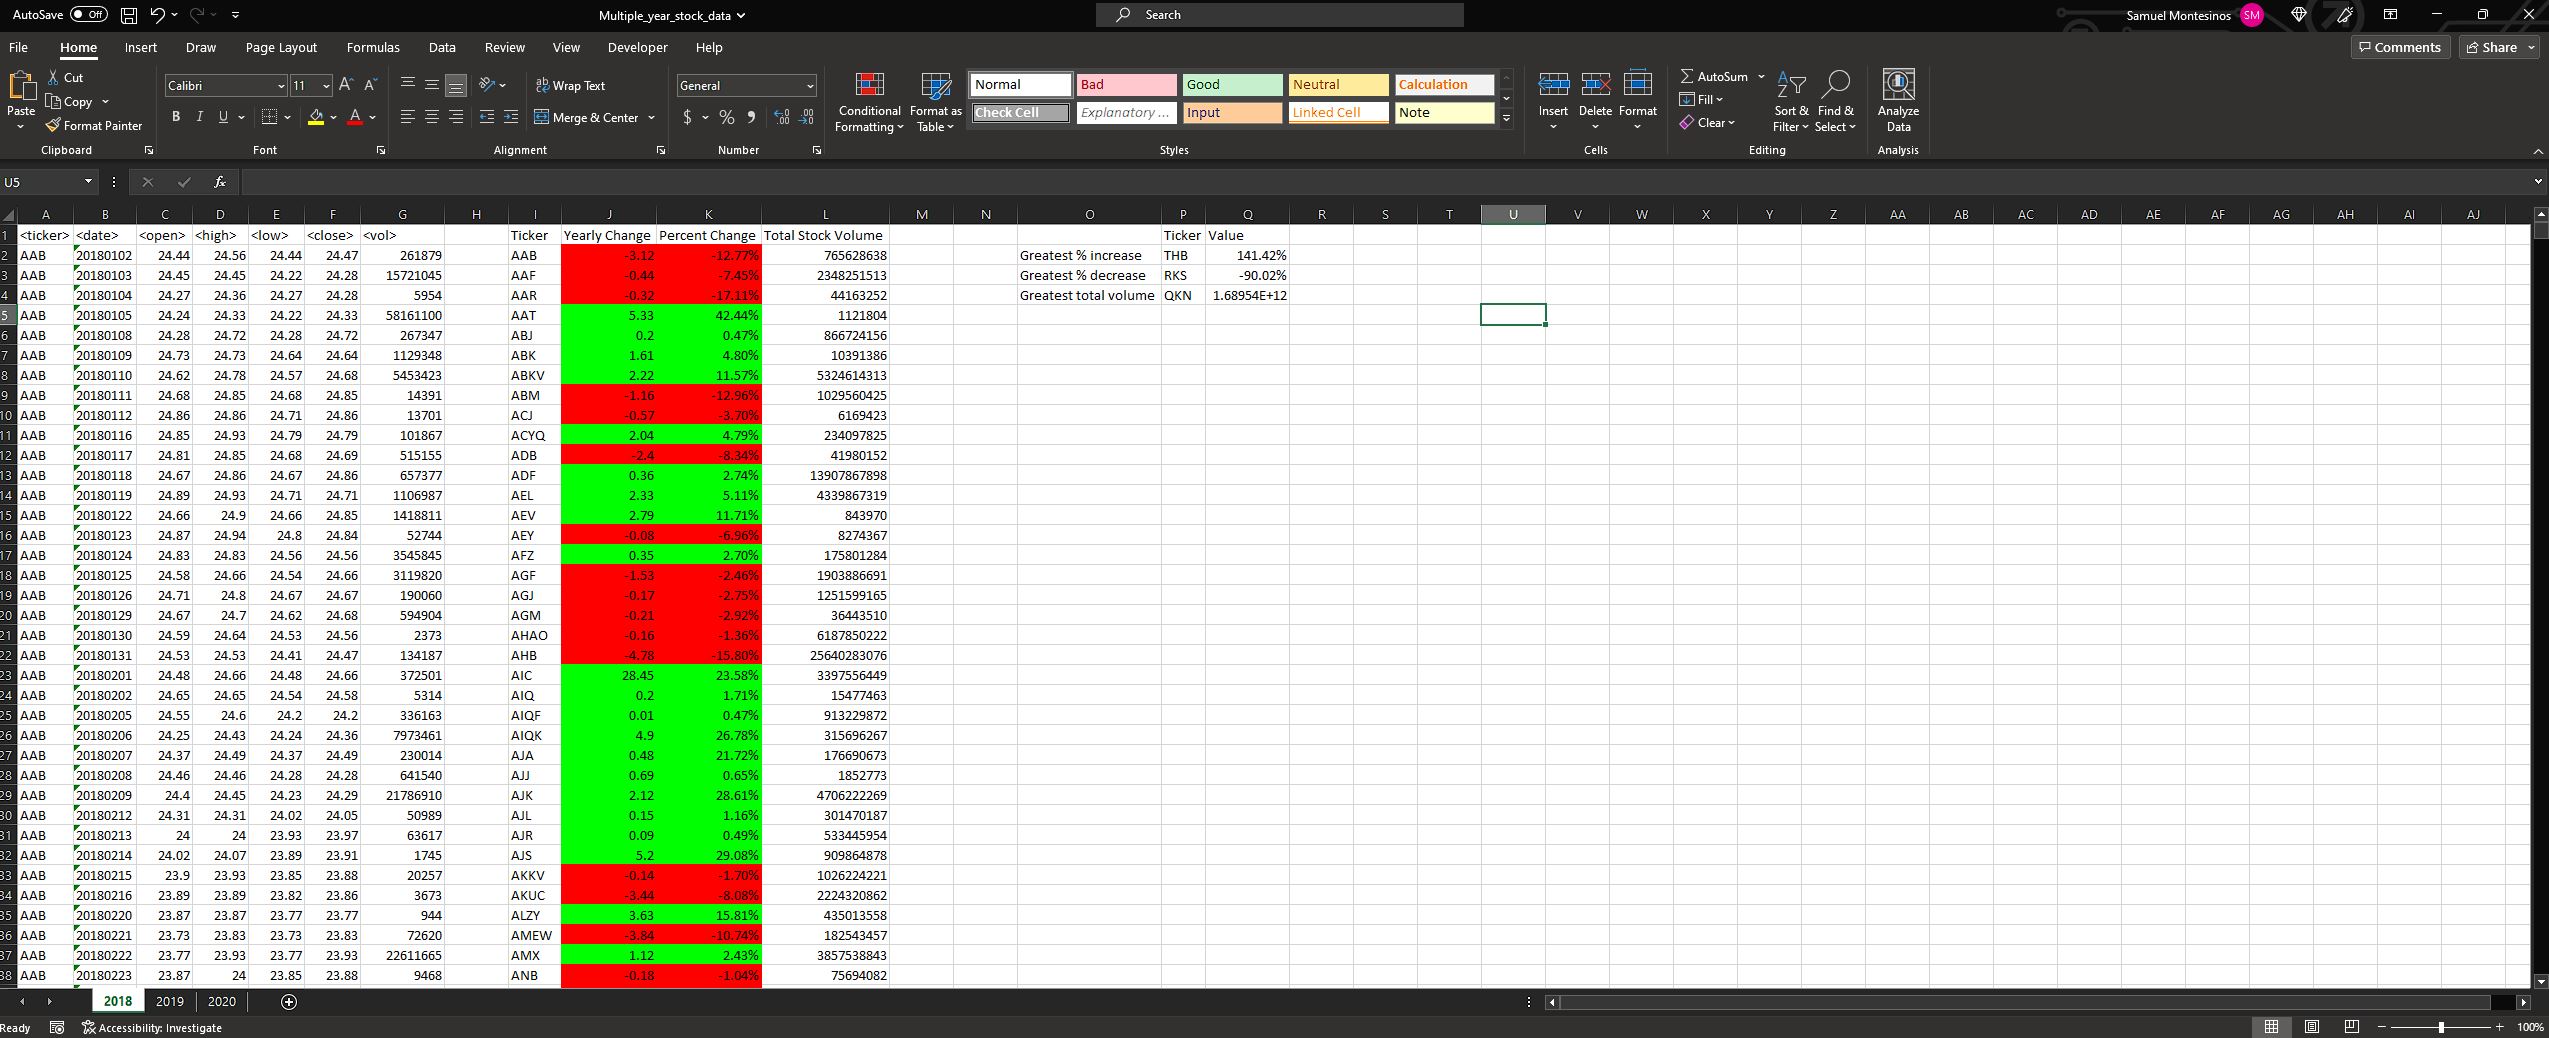 AutoSave Off Multiple_year_stock_data Search Samuel Montesinos SM
File Home Insert Draw Page Layout Formulas Data Review View Developer Help Comments Share
Paste Cut Copy Format Painter Clipboard
Calibri 11 A A B I U A Font
ab Wrap Text Merge & Center Alignment
General $ % 9 Number
Conditional Formatting Format as Table
Normal Bad Good Neutral Calculation
Check Cell Explanatory ... Input Linked Cell Note
Styles
Insert Delete Format Cells
AutoSum Fill Clear Sort & Filter Find & Select Editing
Analyze Data Analysis
U5 fx
A B C D E F G H I J K L M N O P Q R S T U V W X Y Z AA AB AC AD AE AF AG AH AI AJ
1 <ticker> <date> <open> <high> <low> <close> <vol> Ticker Yearly Change Percent Change Total Stock Volume Ticker Value
2 AAB 20180102 24.44 24.56 24.44 24.47 261879 AAB -3.12 -12.77% 765628638 Greatest % increase THB 141.42%
3 AAB 20180103 24.45 24.45 24.22 24.28 15721045 AAF -0.44 -7.45% 2348251513 Greatest % decrease RKS -90.02%
4 AAB 20180104 24.27 24.36 24.27 24.28 5954 AAR -0.32 -17.11% 44163252 Greatest total volume QKN 1.68954E+12
5 AAB 20180105 24.24 24.33 24.22 24.33 58161100 AAT 5.33 42.44% 1121804
6 AAB 20180108 24.28 24.72 24.28 24.72 267347 ABJ 0.2 0.47% 866724156
7 AAB 20180109 24.73 24.73 24.64 24.64 1129348 ABK 1.61 4.80% 10391386
8 AAB 20180110 24.62 24.78 24.57 24.68 5453423 ABKV 2.22 11.57% 5324614313
9 AAB 20180111 24.68 24.85 24.68 24.85 14391 ABM -1.16 -12.96% 1029560425
10 AAB 20180112 24.86 24.86 24.71 24.86 13701 ACJ -0.57 -3.70% 6169423
11 AAB 20180116 24.85 24.93 24.79 24.79 101867 ACYQ 2.04 4.79% 234097825
12 AAB 20180117 24.81 24.85 24.68 24.69 515155 ADB -2.4 -8.34% 41980152
13 AAB 20180118 24.67 24.86 24.67 24.86 657377 ADF 0.36 2.74% 13907867898
14 AAB 20180119 24.89 24.93 24.71 24.71 1106987 AEL 2.33 5.11% 4339867319
15 AAB 20180122 24.66 24.9 24.66 24.85 1418811 AEV 2.79 11.71% 843970
16 AAB 20180123 24.87 24.94 24.8 24.84 52744 AEY -0.08 -6.96% 8274367
17 AAB 20180124 24.83 24.83 24.56 24.56 3545845 AFZ 0.35 2.70% 175801284
18 AAB 20180125 24.58 24.66 24.54 24.66 3119820 AGF -1.53 -2.46% 1903886691
19 AAB 20180126 24.71 24.8 24.67 24.67 190060 AGJ -0.17 -2.75% 1251599165
20 AAB 20180129 24.67 24.7 24.62 24.68 594904 AGM -0.21 -2.92% 36443510
21 AAB 20180130 24.59 24.64 24.53 24.56 2373 AHAO -0.16 -1.36% 6187850222
22 AAB 20180131 24.53 24.53 24.41 24.47 134187 AHB -4.78 -15.80% 25640283076
23 AAB 20180201 24.48 24.66 24.48 24.66 372501 AIC 28.45 23.58% 3397556449
24 AAB 20180202 24.65 24.65 24.54 24.58 5314 AIQ 0.2 1.71% 15477463
25 AAB 20180205 24.55 24.6 24.2 24.2 336163 AIQF 0.01 0.47% 913229872
26 AAB 20180206 24.25 24.43 24.24 24.36 7973461 AIQK 4.9 26.78% 315696267
27 AAB 20180207 24.37 24.49 24.37 24.49 230014 AJA 0.48 21.72% 176690673
28 AAB 20180208 24.46 24.46 24.28 24.28 641540 AJJ 0.69 0.65% 1852773
29 AAB 20180209 24.4 24.45 24.23 24.29 21786910 AJK 2.12 28.61% 4706222269
30 AAB 20180212 24.31 24.31 24.02 24.05 50989 AJL 0.15 1.16% 301470187
31 AAB 20180213 24 24 23.93 23.97 63617 AJR 0.09 0.49% 533445954
32 AAB 20180214 24.02 24.07 23.89 23.91 1745 AJS 5.2 29.08% 909864878
33 AAB 20180215 23.9 23.93 23.85 23.88 20257 AKKV -0.14 -1.70% 1026224221
34 AAB 20180216 23.89 23.89 23.82 23.86 3673 AKUC -3.44 -8.08% 2224320862
35 AAB 20180220 23.87 23.87 23.77 23.77 944 ALZY 3.63 15.81% 435013558
36 AAB 20180221 23.73 23.83 23.73 23.83 72620 AMEW -3.84 -10.74% 182543457
37 AAB 20180222 23.77 23.93 23.77 23.93 22611665 AMX 1.12 2.43% 3857538843
38 AAB 20180223 23.87 24 23.85 23.88 9468 ANB -0.18 -1.04% 75694082
2018 2019 2020
Ready Accessibility: Investigate 100%